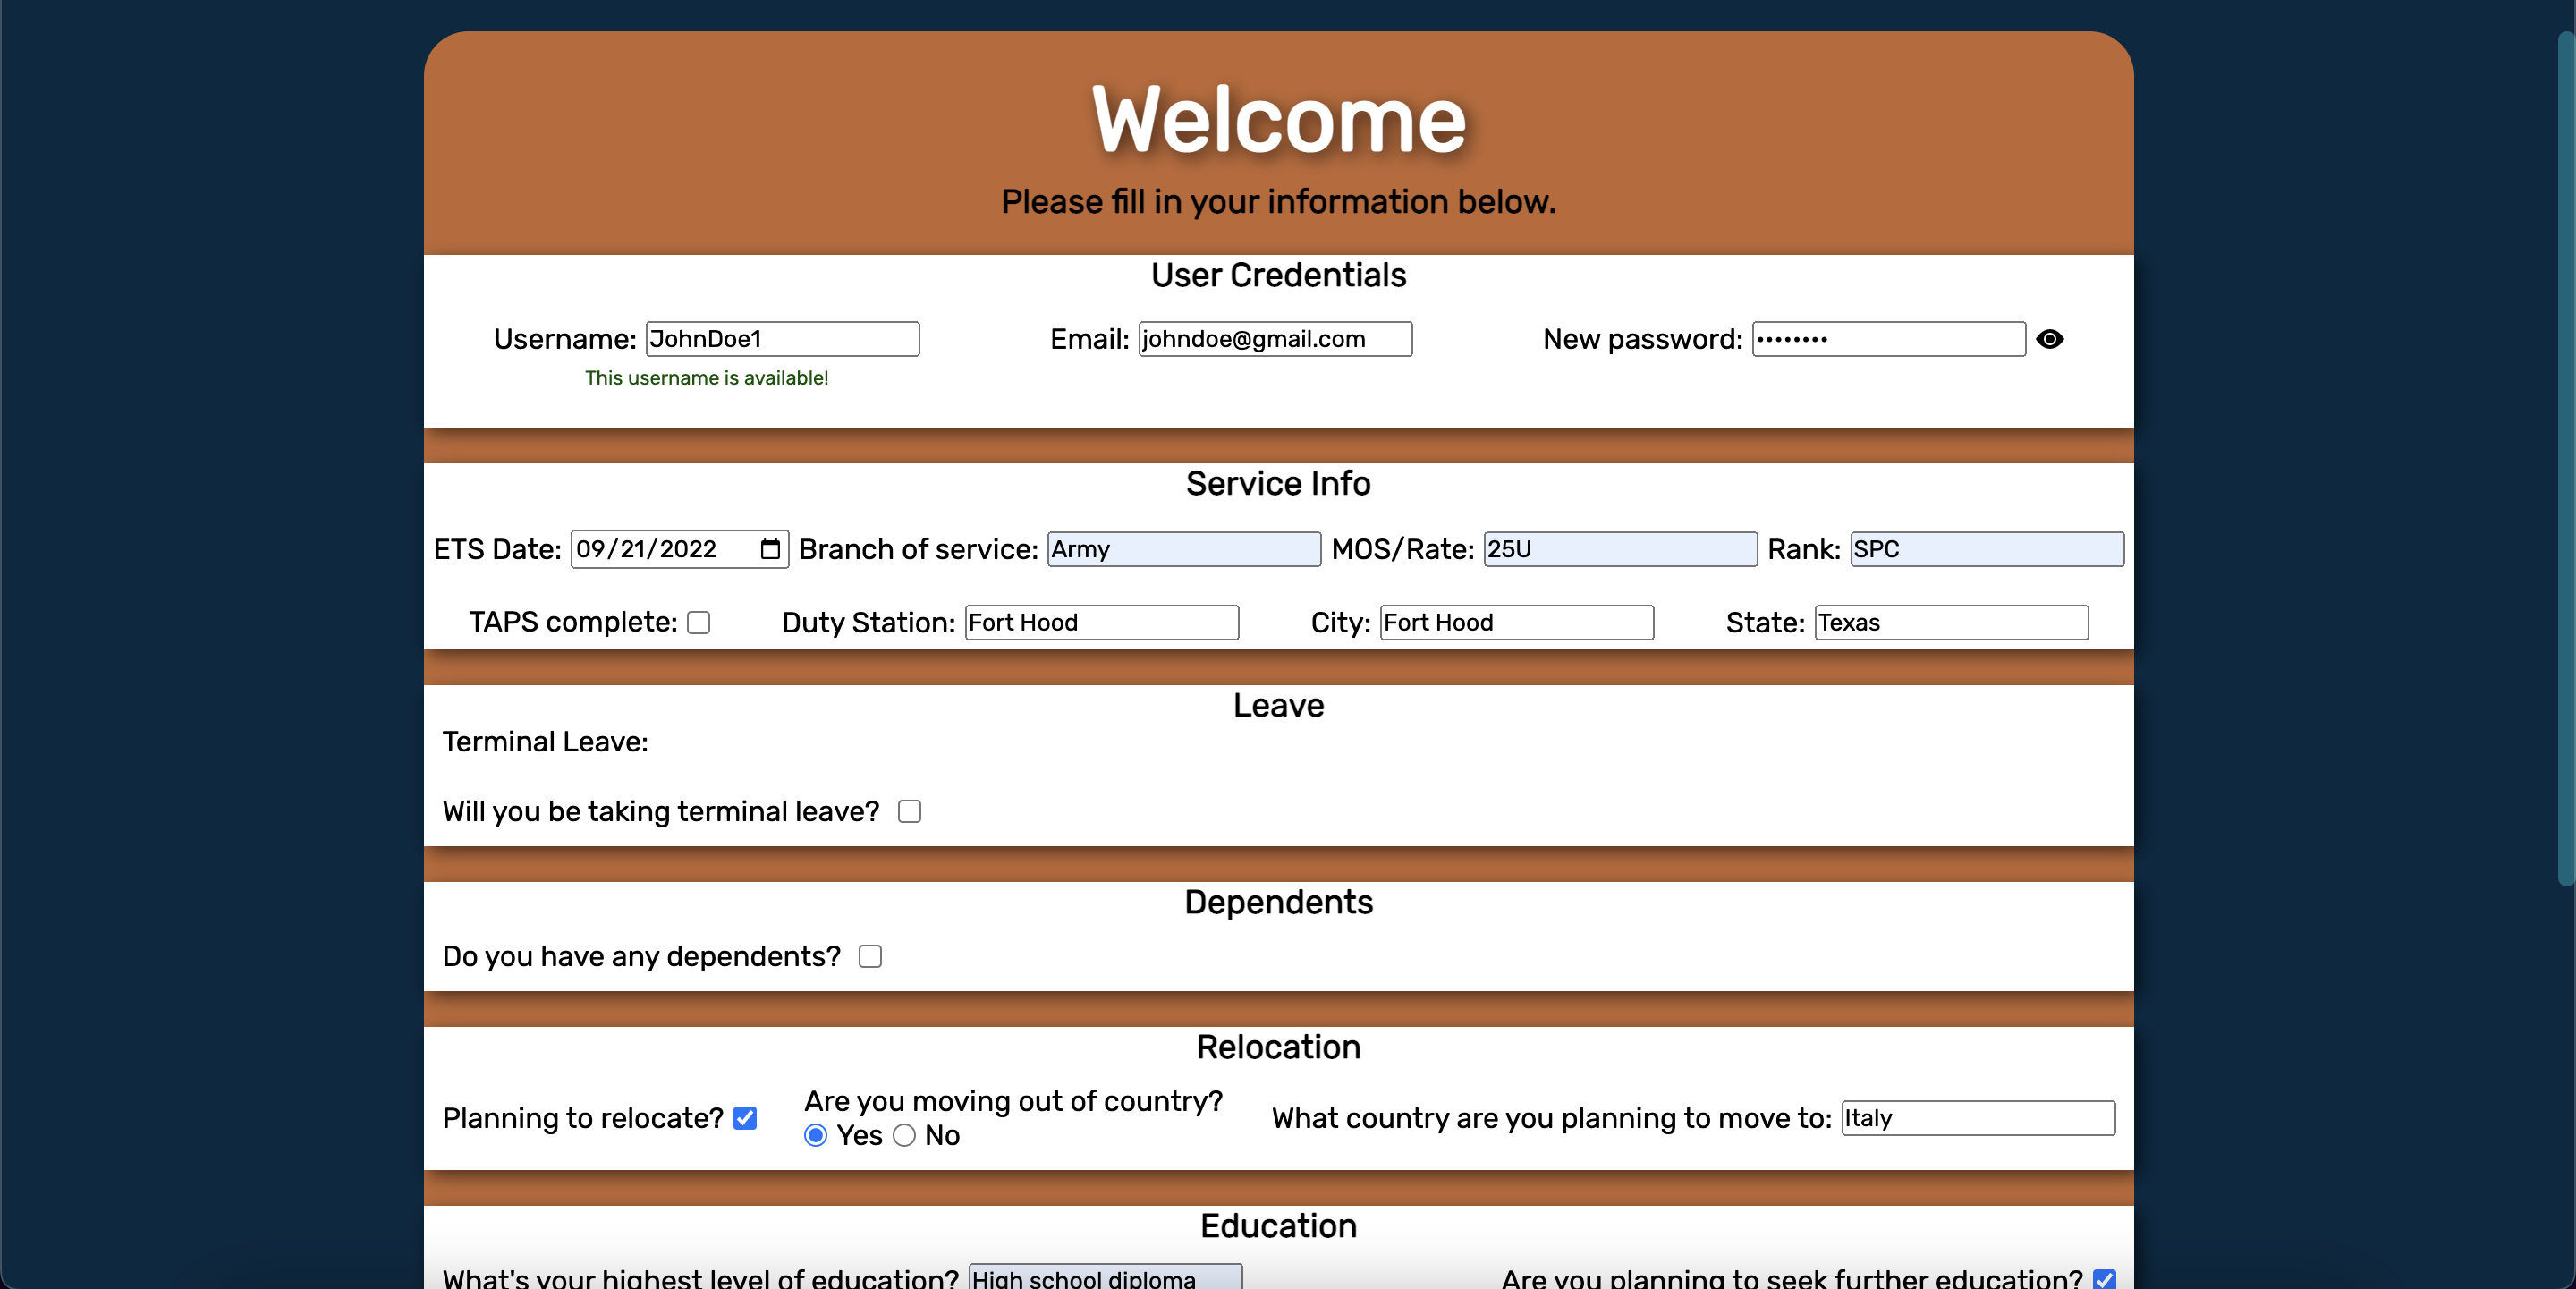 Welcome
Please fill in your information below.
User Credentials
Username: JohnDoe1 Email: johndoe@gmail.com New password: ••••••••
This username is available!
Service Info
ETS Date: 09/21/2022 Branch of service: Army MOS/Rate: 25U Rank: SPC
TAPS complete: Duty Station: Fort Hood City: Fort Hood State: Texas
Leave
Terminal Leave:
Will you be taking terminal leave?
Dependents
Do you have any dependents?
Relocation
Are you moving out of country?
Planning to relocate? What country are you planning to move to: Italy
Yes No
Education
What's your highest level of education? High school diploma Are you planning to seek further education?